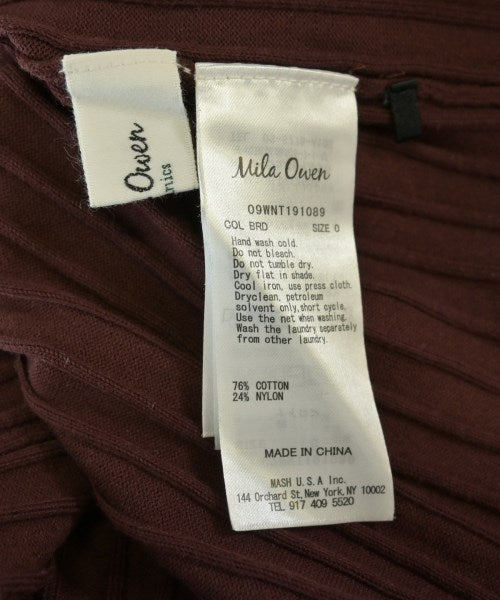 Owen
Mila Owen
09WNT191089
COL BRD SIZE 0
Hand wash cold.
Do not bleach.
Do not tumble dry.
Dry flat in shade.
Cool iron, use press cloth.
Dryclean, petroleum
solvent only,short cycle.
Use the net when washing.
Wash the laundry separately
from other laundry.
76% COTTON
24% NYLON
MADE IN CHINA
MASH U.S.A Inc.
144 Orchard St,New York, NY 10002
TEL 917 409 5520